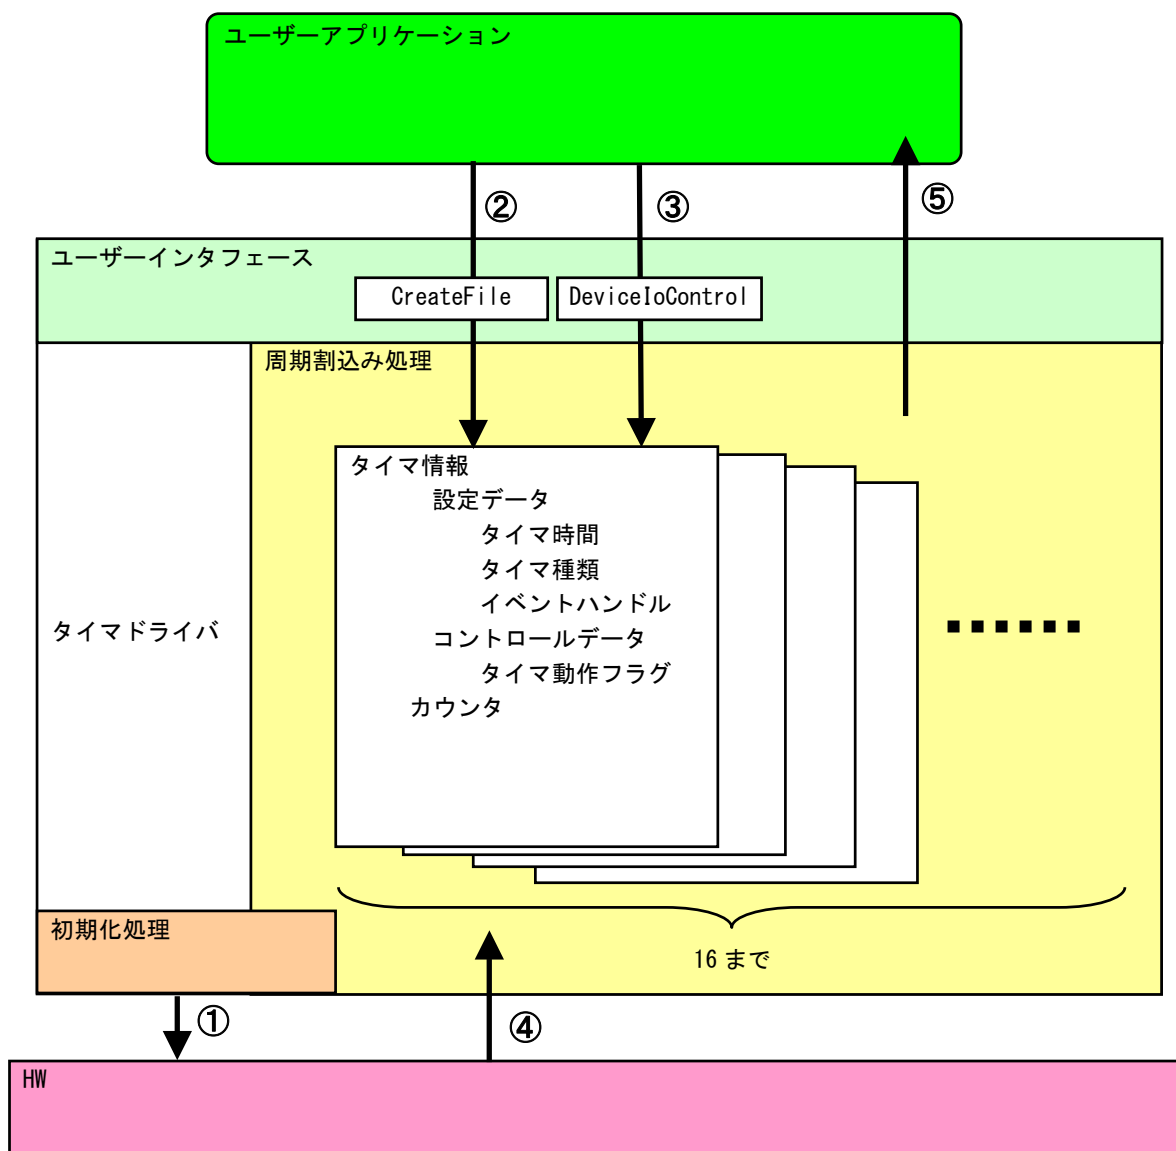 ユーザーアプリケーション
②
③
⑤
ユーザーインタフェース
CreateFile
DeviceIoControl
周期割込み処理
タイマ情報
設定データ
タイマ時間
タイマ種類
イベントハンドル
コントロールデータ
タイマ動作フラグ
カウンタ
タイマドライバ
初期化処理
16 まで
①
④
HW